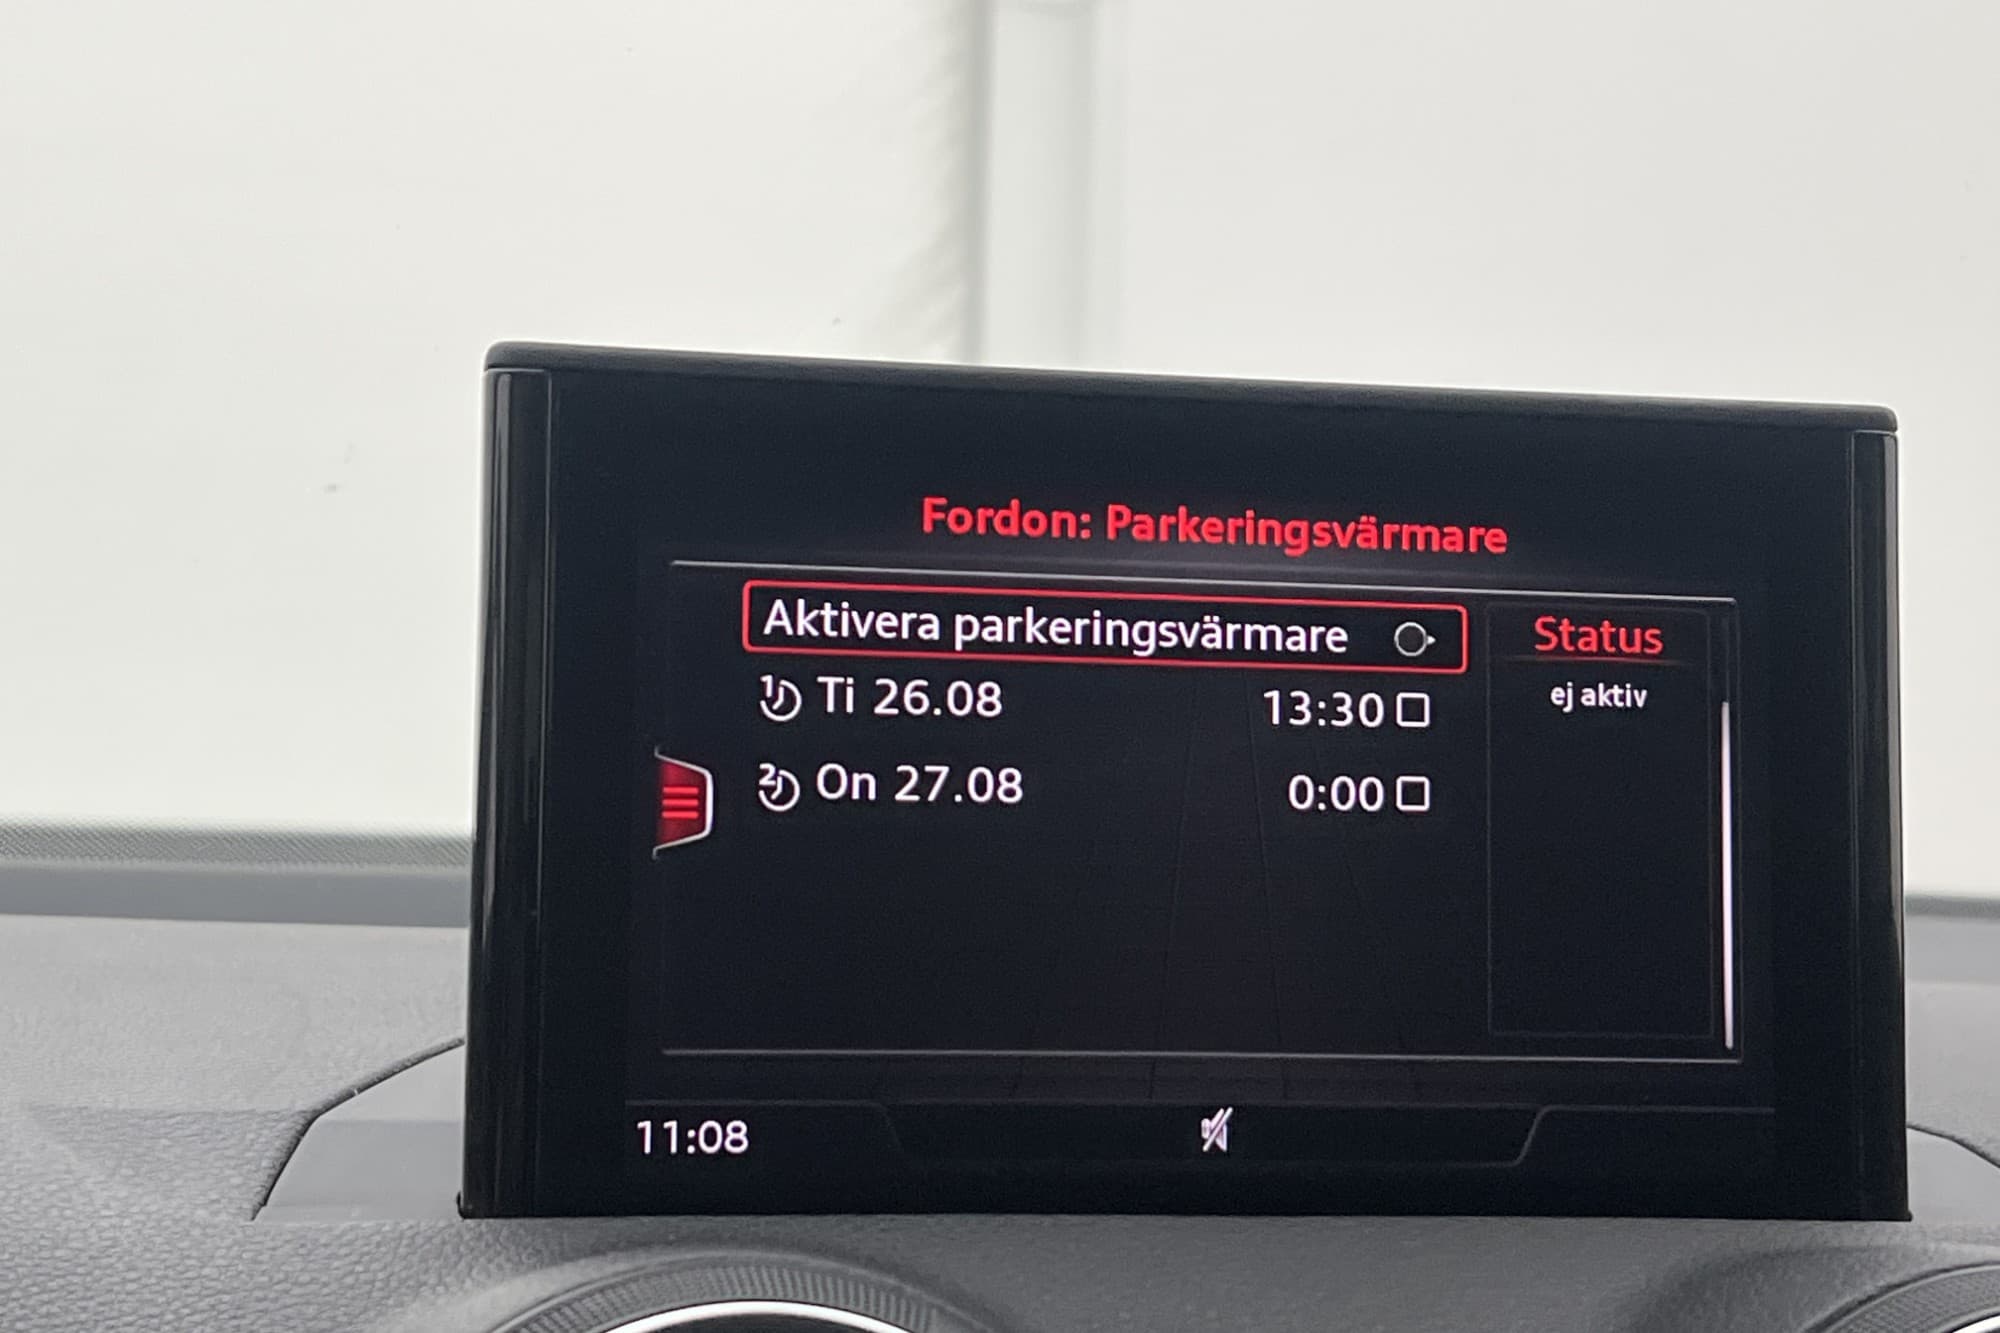 Fordon: Parkeringsvärmare
Aktivera parkeringsvärmare
Status
1 Ti 26.08 13:30
ej aktiv
2 On 27.08 0:00
11:08